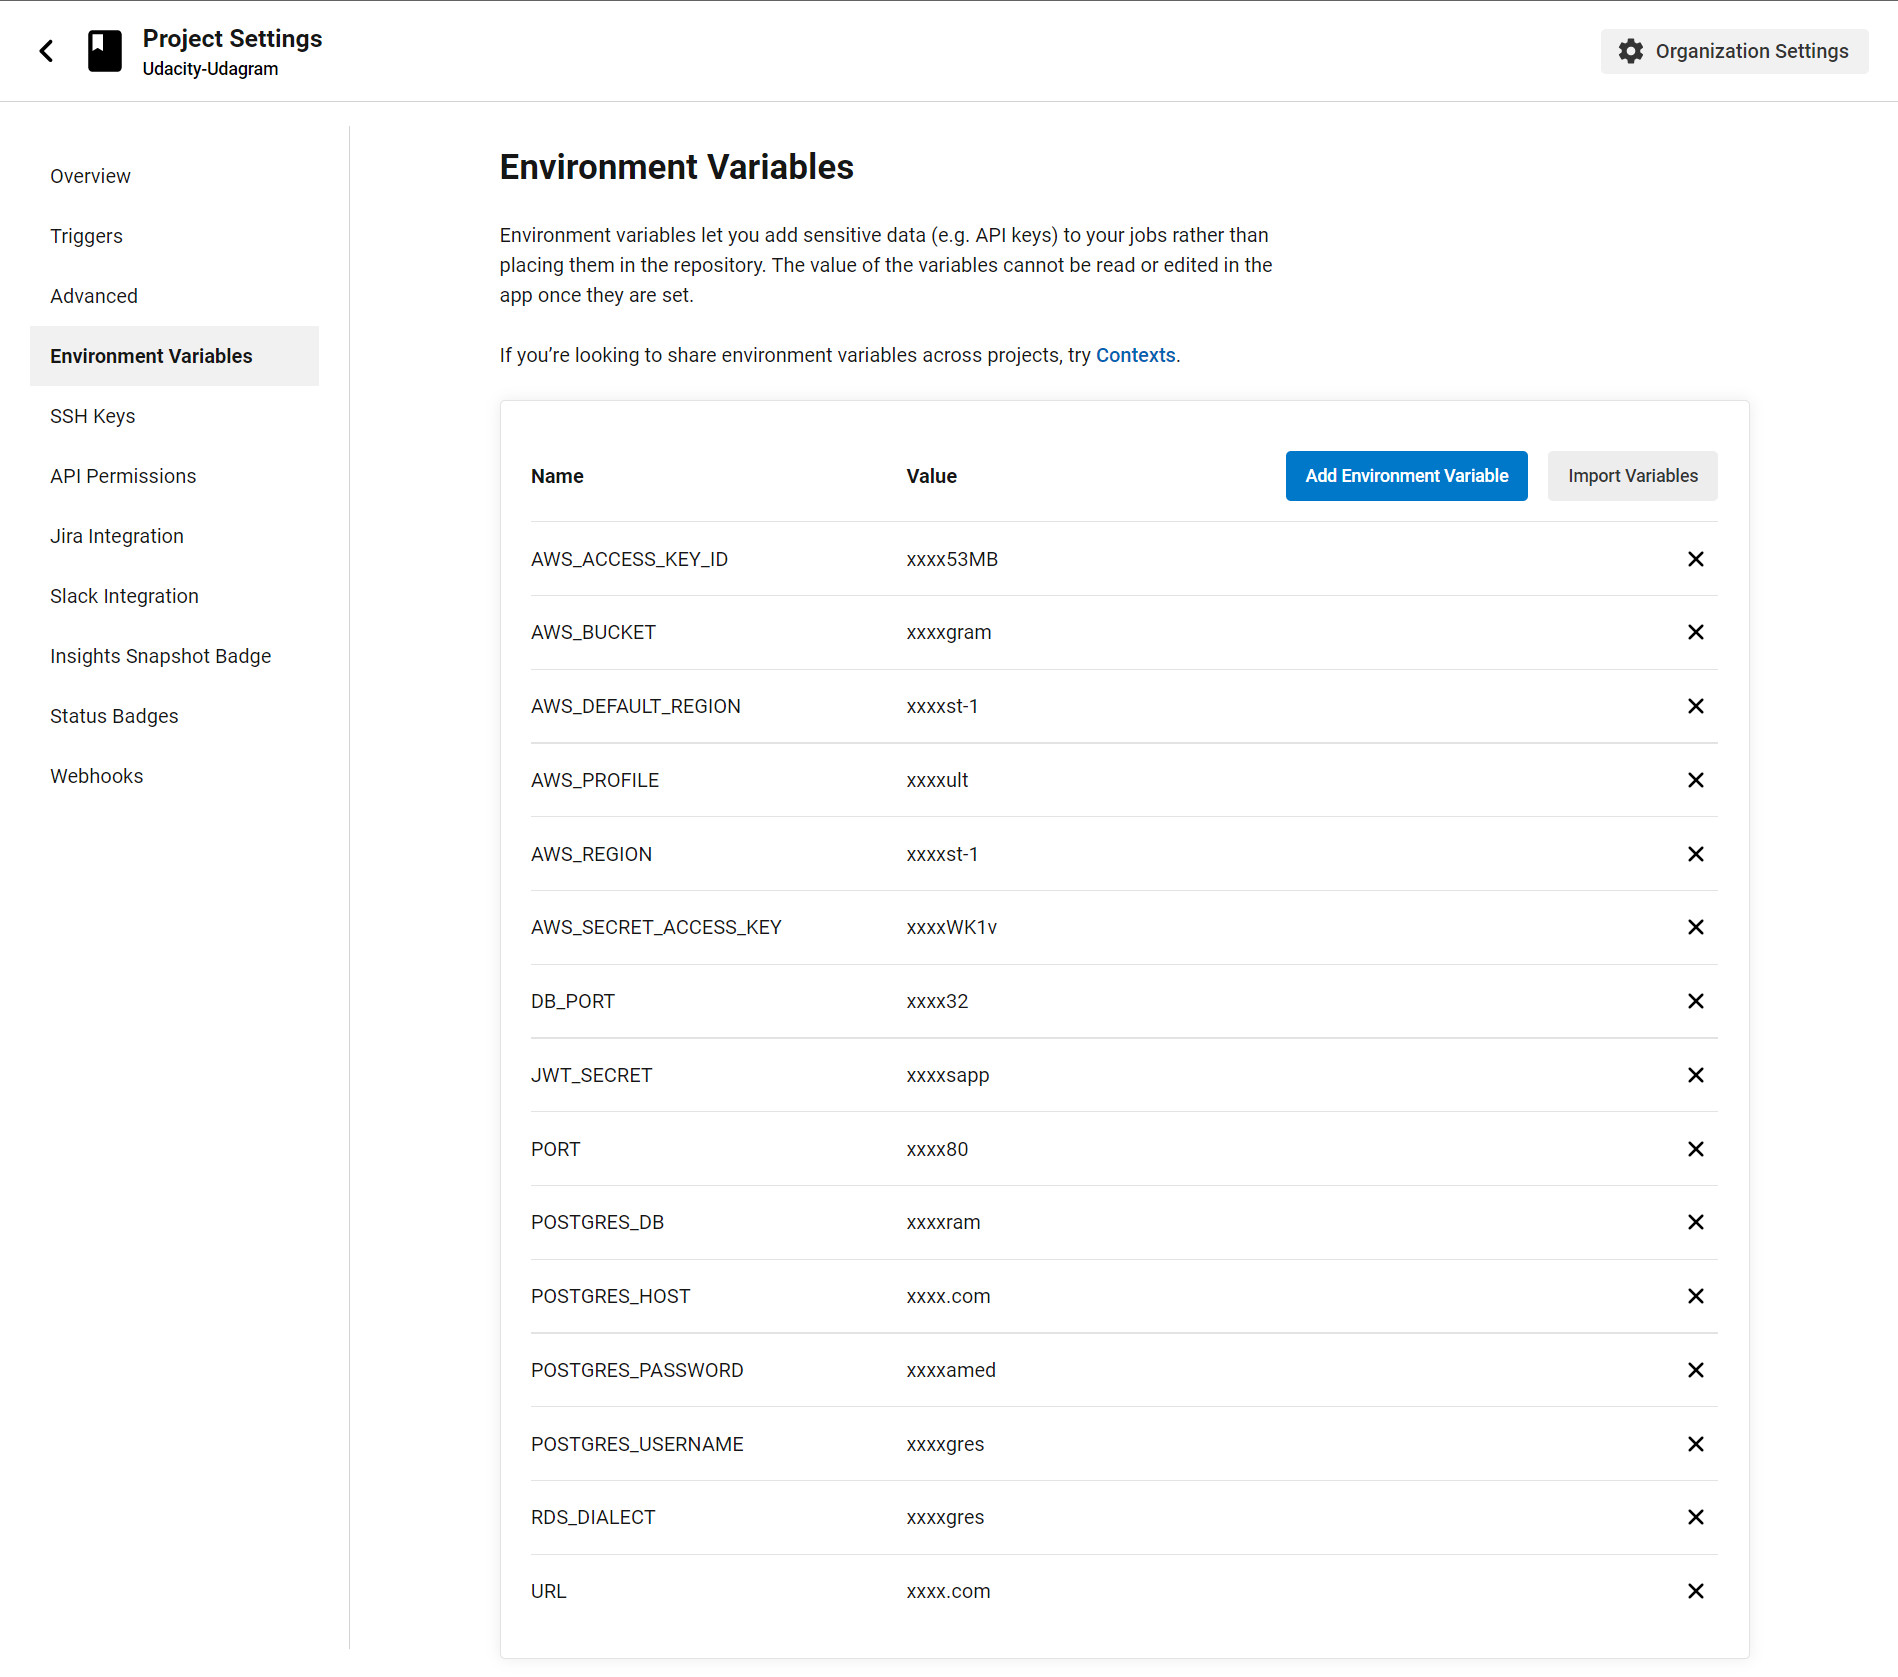 Project Settings
Udacity-Udagram
Organization Settings
Overview
Triggers
Advanced
Environment Variables
SSH Keys
API Permissions
Jira Integration
Slack Integration
Insights Snapshot Badge
Status Badges
Webhooks
Environment Variables
Environment variables let you add sensitive data (e.g. API keys) to your jobs rather than
placing them in the repository. The value of the variables cannot be read or edited in the
app once they are set.
If you’re looking to share environment variables across projects, try Contexts.
Name Value Add Environment Variable Import Variables
AWS_ACCESS_KEY_ID xxxx53MB
AWS_BUCKET xxxxgram
AWS_DEFAULT_REGION xxxxst-1
AWS_PROFILE xxxxult
AWS_REGION xxxxst-1
AWS_SECRET_ACCESS_KEY xxxxWK1v
DB_PORT xxxx32
JWT_SECRET xxxxsapp
PORT xxxx80
POSTGRES_DB xxxxram
POSTGRES_HOST xxxx.com
POSTGRES_PASSWORD xxxxamed
POSTGRES_USERNAME xxxxgres
RDS_DIALECT xxxxgres
URL xxxx.com